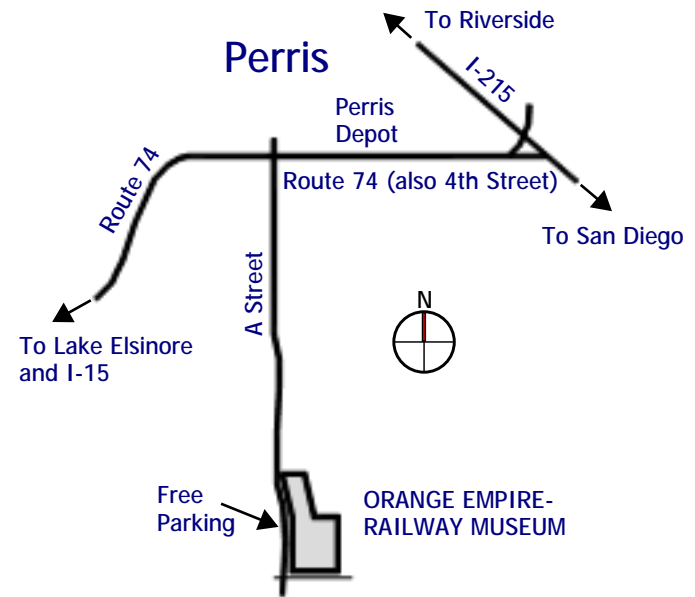 To Riverside
Perris
I-215
Perris
Depot
Route 74
Route 74 (also 4th Street)
To San Diego
A Street
N
To Lake Elsinore
and I-15
Free
Parking
ORANGE EMPIRE-
RAILWAY MUSEUM